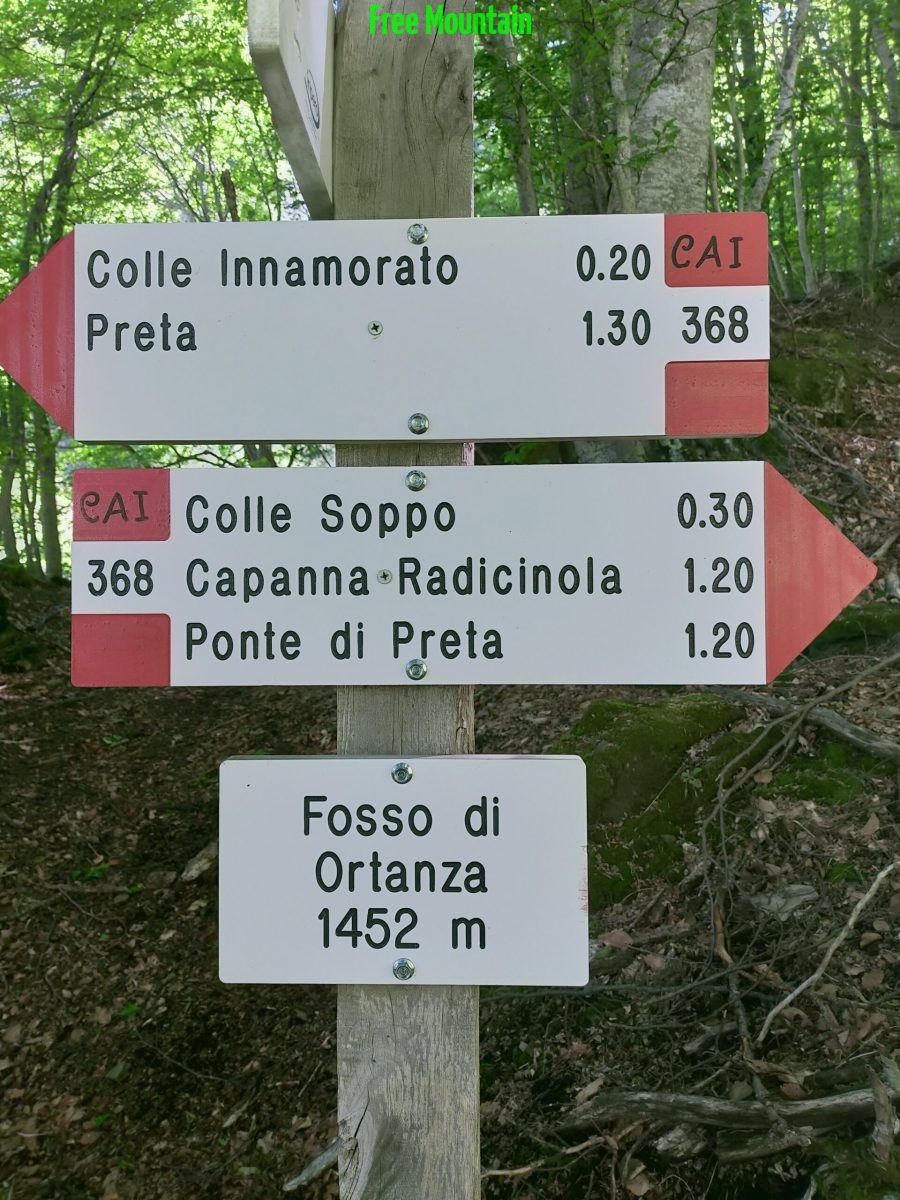 Free Mountain
Colle Innamorato 0.20 CAI
Preta 1.30 368
CAI Colle Soppo 0.30
368 Capanna Radicinola 1.20
Ponte di Preta 1.20
Fosso di
Ortanza
1452 m